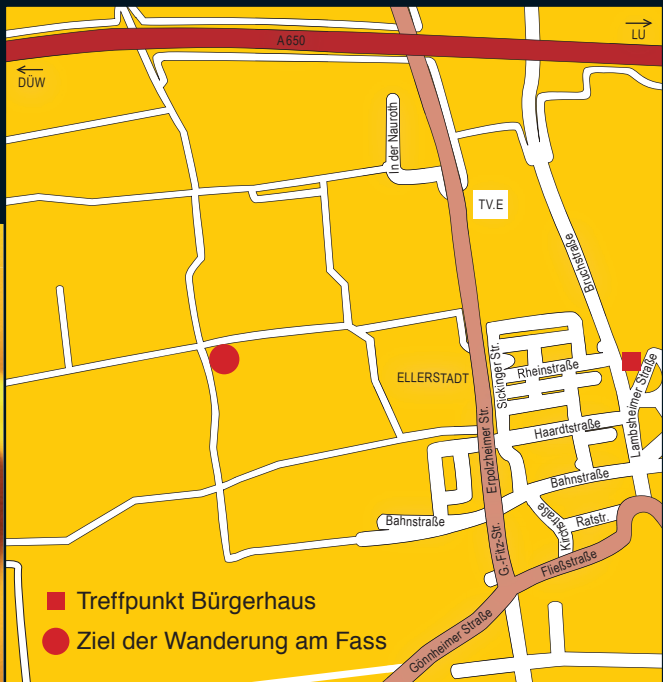 LU
A650
DÜW
In der Nauroth
TV.E
Bruchstraße
ELLERSTADT
Sickinger Str.
Rheinstraße
Lambsheimer Straße
Erpolzheimer Str.
Haardtstraße
Bahnstraße
Bahnstraße
Kirchstraße
Ratstr.
G.-Fitz-Str.
Fließstraße
Gönnheimer Straße
Treffpunkt Bürgerhaus
Ziel der Wanderung am Fass